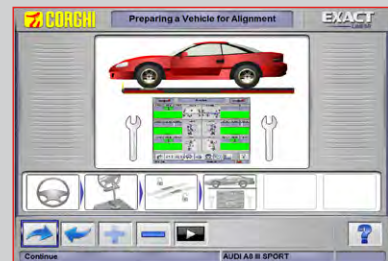 CORGHI
Preparing a Vehicle for Alignment
EXACT
Continue
AUDI A8 III SPORT